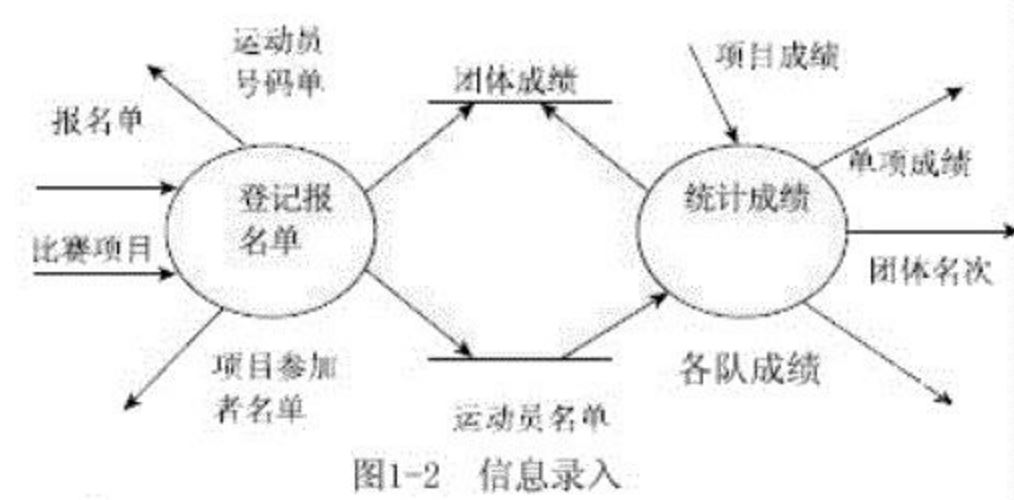 运动员
号码单
报名单
比赛项目
登记报
名单
项目参加
者名单
团体成绩
运动员名单
项目成绩
统计成绩
单项成绩
团体名次
各队成绩
图1-2 信息录入